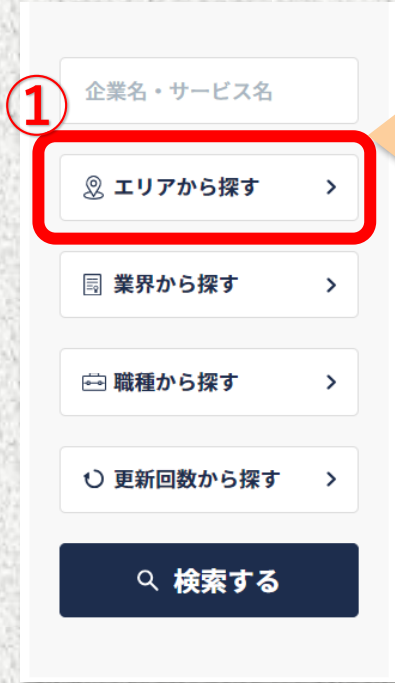 企業名・サービス名
①
エリアから探す
業界から探す
職種から探す
更新回数から探す
検索する